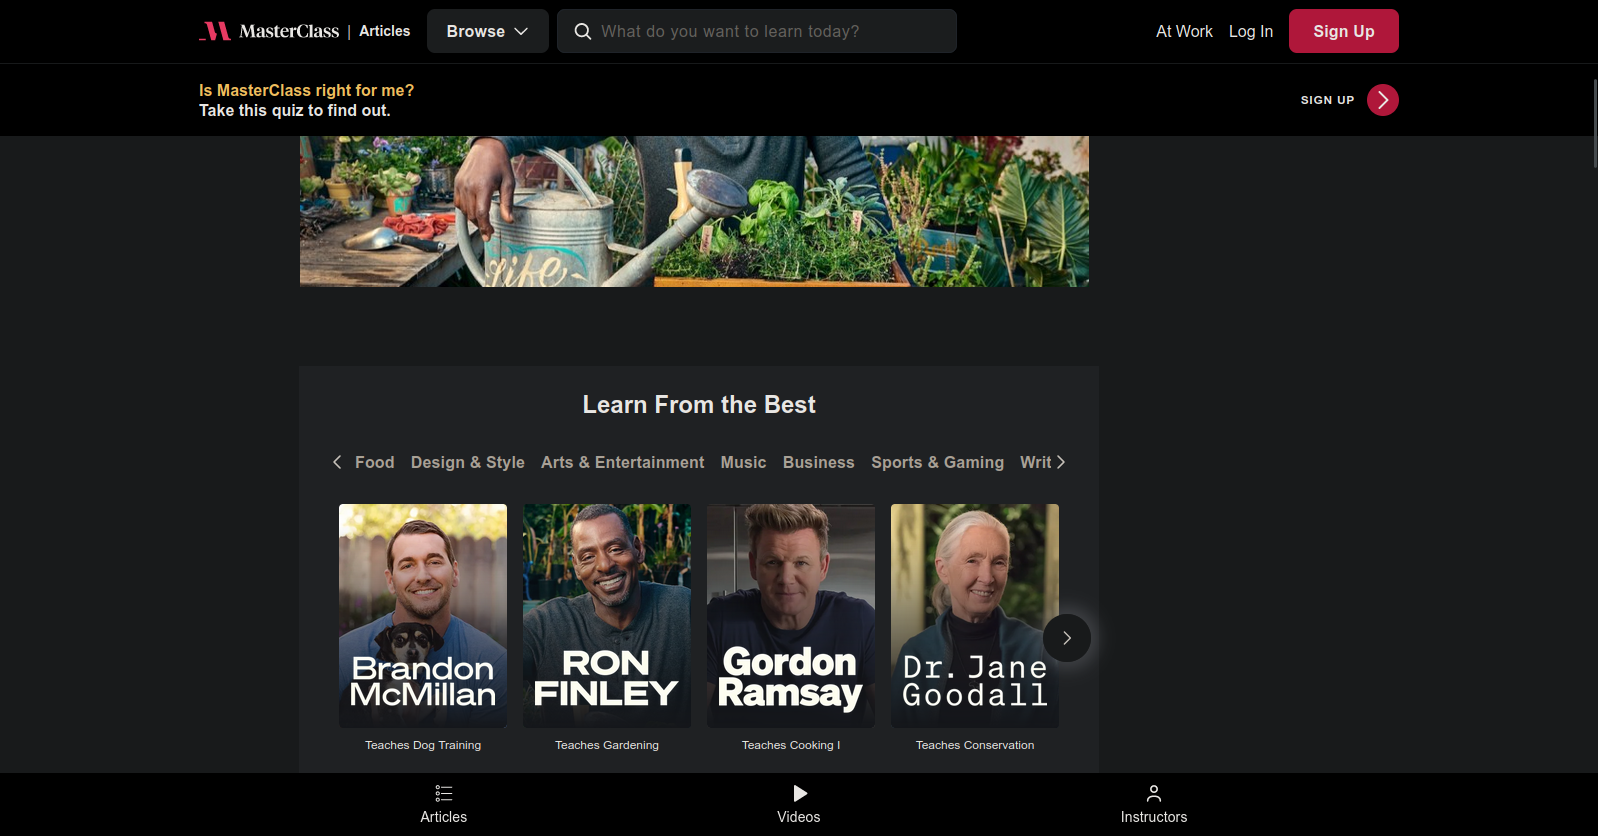 MasterClass | Articles
Browse
What do you want to learn today?
At Work
Log In
Sign Up
Is MasterClass right for me?
Take this quiz to find out.
SIGN UP
Life
Learn From the Best
Food
Design & Style
Arts & Entertainment
Music
Business
Sports & Gaming
Writ
Brandon
McMillan
Teaches Dog Training
RON
FINLEY
Teaches Gardening
Gordon
Ramsay
Teaches Cooking I
Dr. Jane
Goodall
Teaches Conservation
Articles
Videos
Instructors